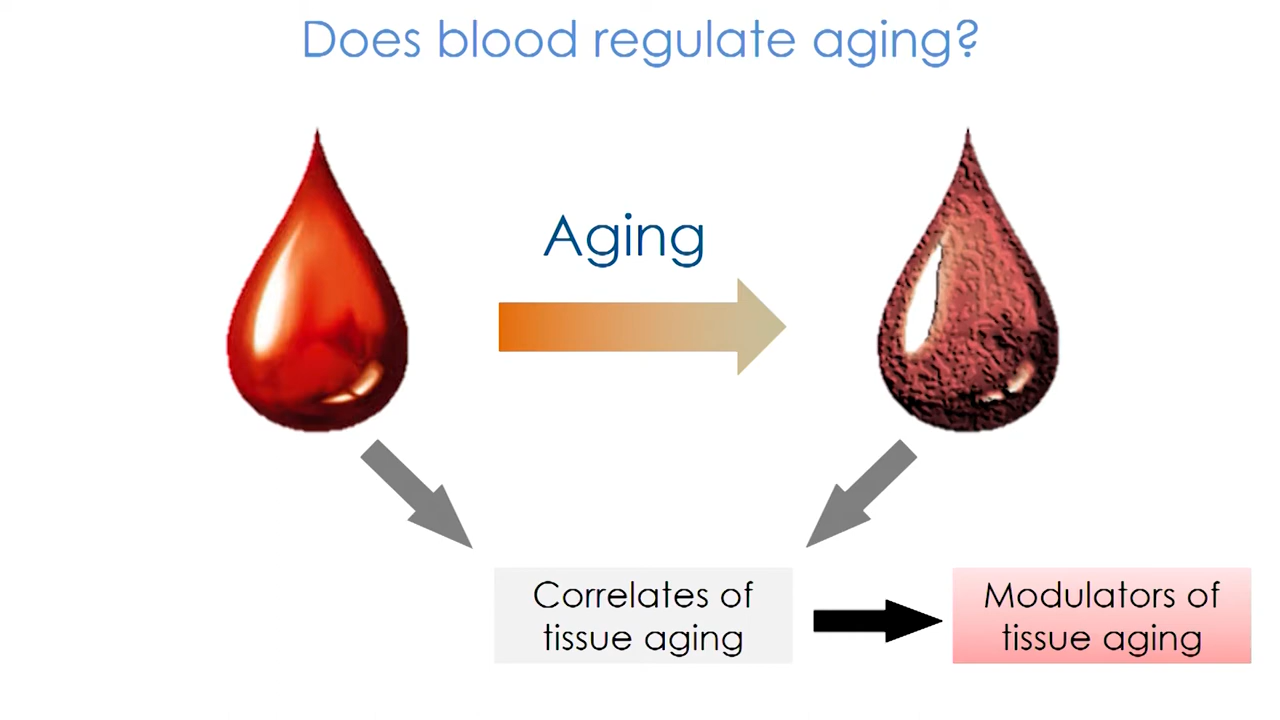 Does blood regulate aging?
Aging
Correlates of
tissue aging
Modulators of
tissue aging